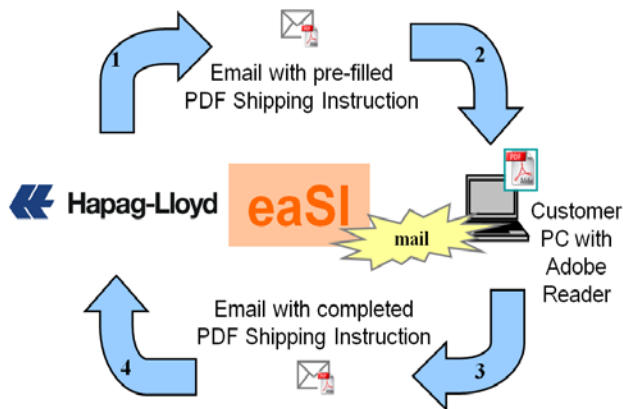 1
Email with pre-filled
PDF Shipping Instruction
2
Hapag-Lloyd
eaSI
mail
PDF
Customer
PC with
Adobe
Reader
Email with completed
PDF Shipping Instruction
4
3